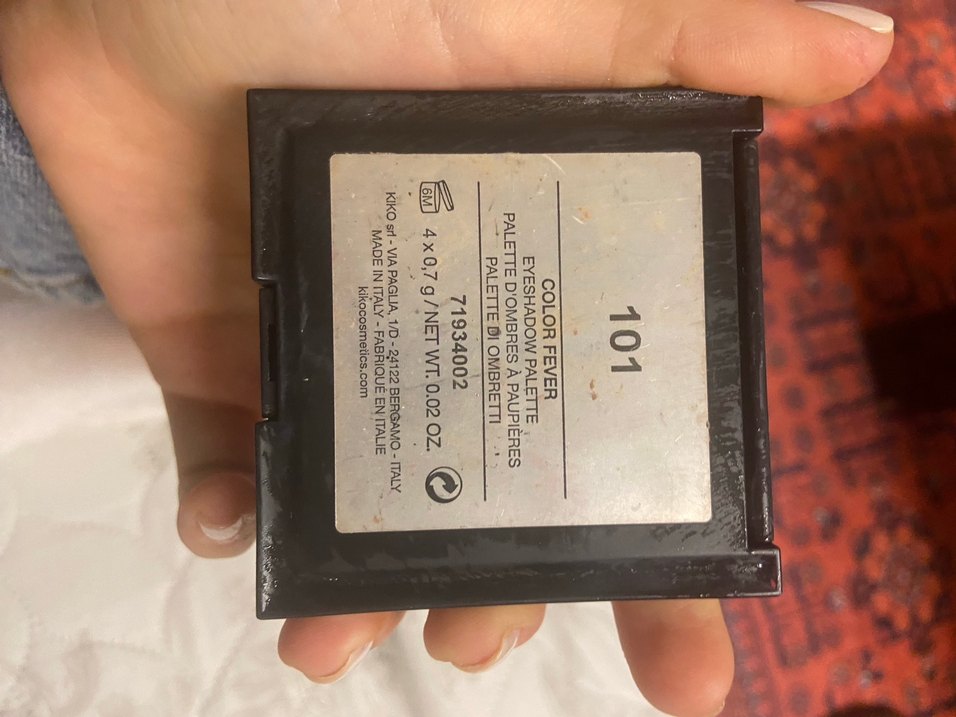 101
COLOR FEVER
EYESHADOW PALETTE
PALETTE D'OMBRES À PAUPIÈRES
PALETTE DI OMBRETTI
71934002
6M 4 x 0,7 g / NET WT. 0.02 OZ.
KIKO srl - VIA PAGLIA, 1/D - 24122 BERGAMO - ITALY
MADE IN ITALY - FABRIQUÉ EN ITALIE
kikocosmetics.com